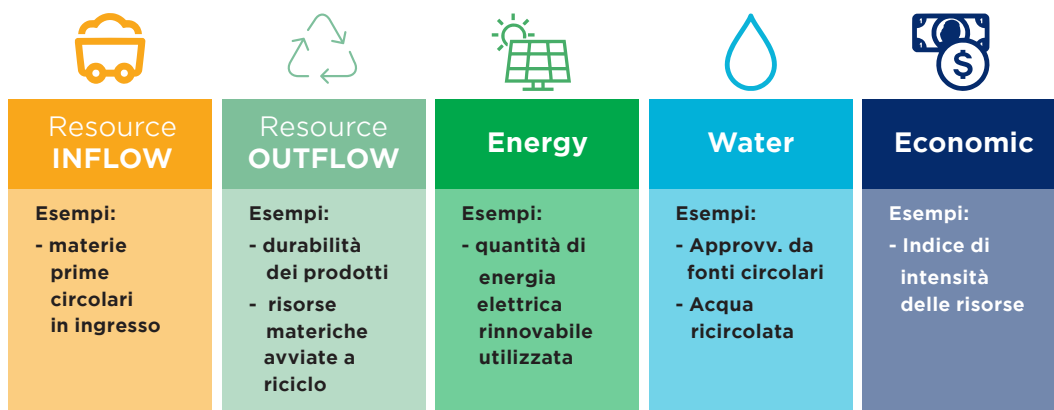 Resource
INFLOW
Esempi:
- materie
prime
circolari
in ingresso
Resource
OUTFLOW
Esempi:
- durabilità
dei prodotti
- risorse
materiche
avviate a
riciclo
Energy
Esempi:
- quantità di
energia
elettrica
rinnovabile
utilizzata
Water
Esempi:
- Approvv. da
fonti circolari
- Acqua
ricircolata
$
Economic
Esempi:
- Indice di
intensità
delle risorse